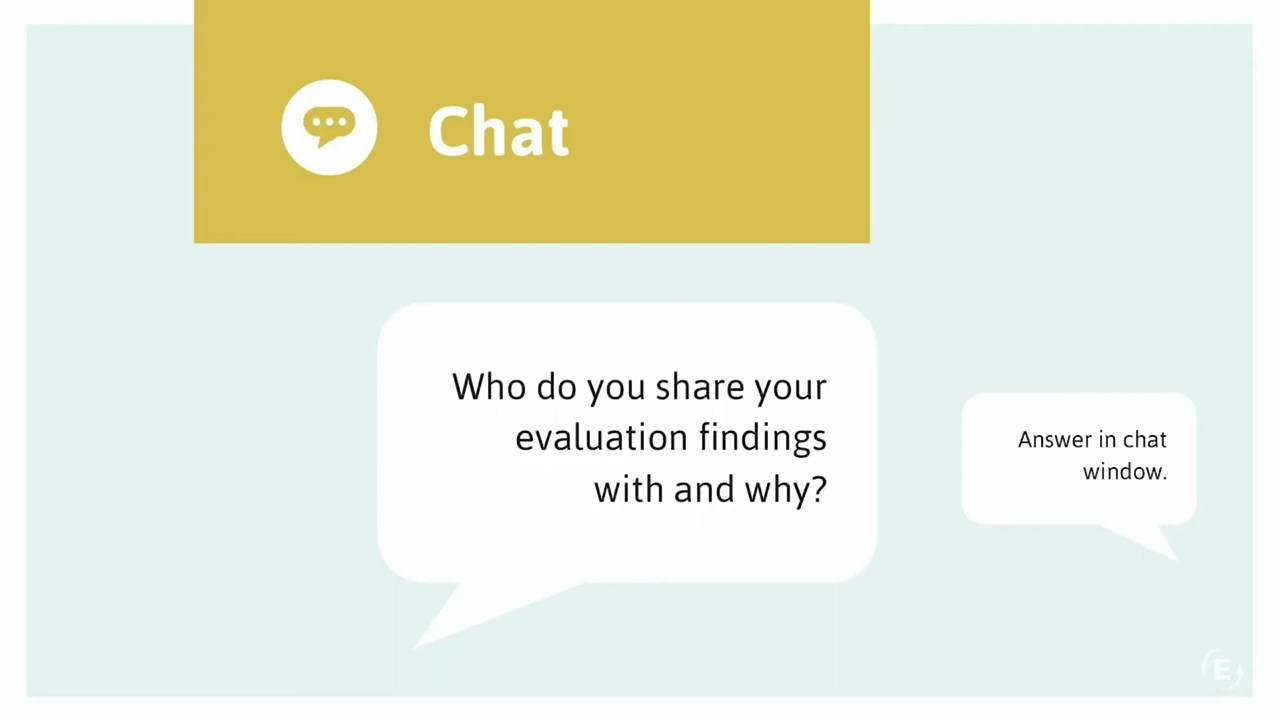 Chat
Who do you share your
evaluation findings
with and why?
Answer in chat
window.
E